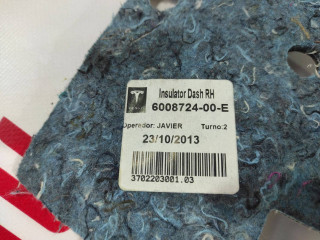 Insulator Dash RH
6008724-00-E
Operador: JAVIER Turno:2
23/10/2013
3702203001.03